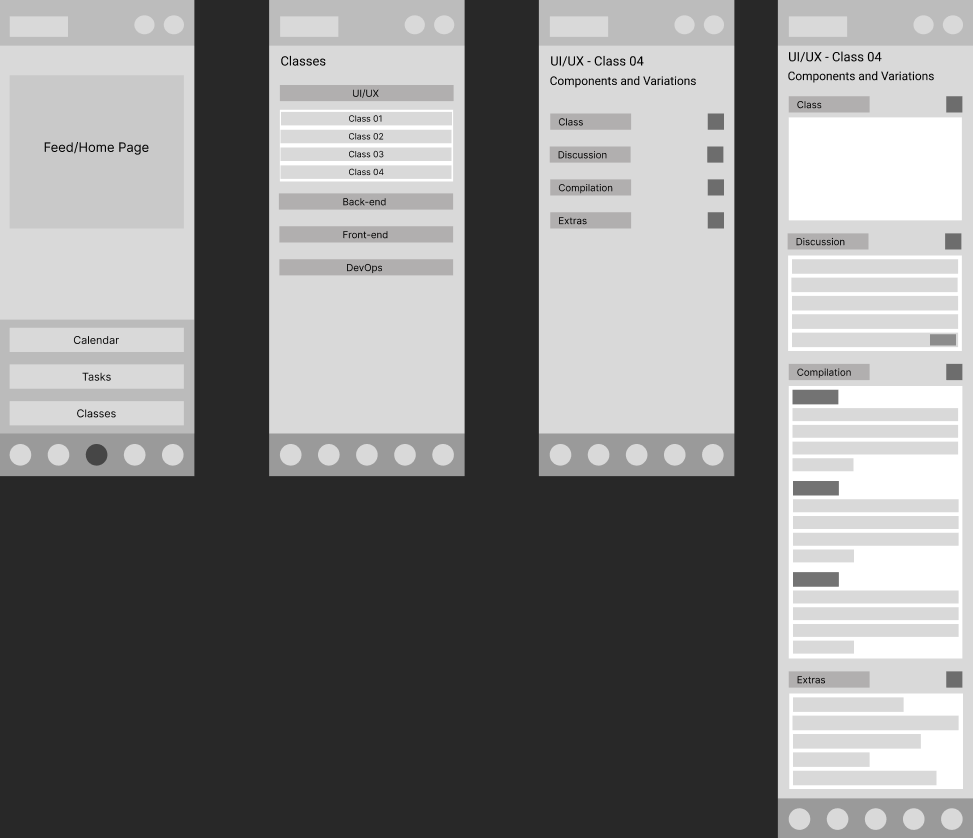 Feed/Home Page
Calendar
Tasks
Classes
Classes
UI/UX
Class 01
Class 02
Class 03
Class 04
Back-end
Front-end
DevOps
UI/UX - Class 04
Components and Variations
Class
Discussion
Compilation
Extras
UI/UX - Class 04
Components and Variations
Class
Discussion
Compilation
Extras